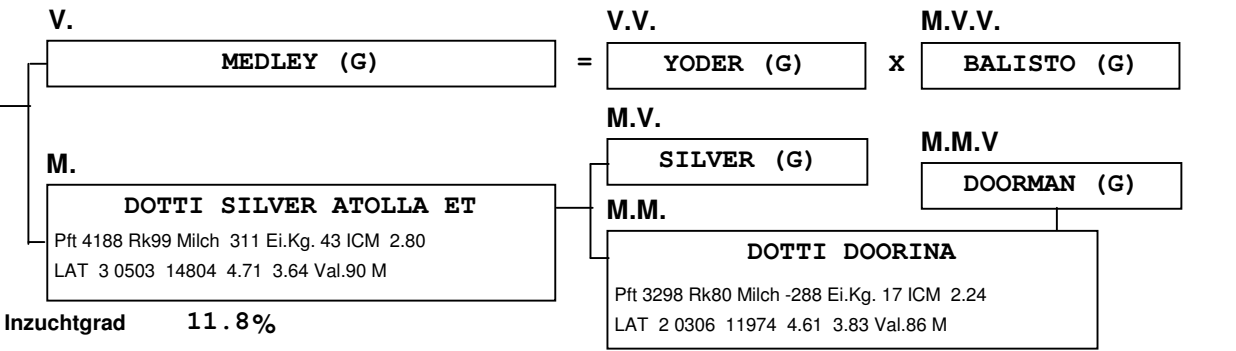 V.
V.V.
M.V.V.
MEDLEY (G)
=
YODER (G)
X
BALISTO (G)
M.V.
SILVER (G)
M.M.V
DOORMAN (G)
M.
DOTTI SILVER ATOLLA ET
Pft 4188 Rk99 Milch 311 Ei.Kg. 43 ICM 2.80
LAT 3 0503 14804 4.71 3.64 Val.90 M
M.M.
DOTTI DOORINA
Pft 3298 Rk80 Milch -288 Ei.Kg. 17 ICM 2.24
LAT 2 0306 11974 4.61 3.83 Val.86 M
Inzuchtgrad 11.8%